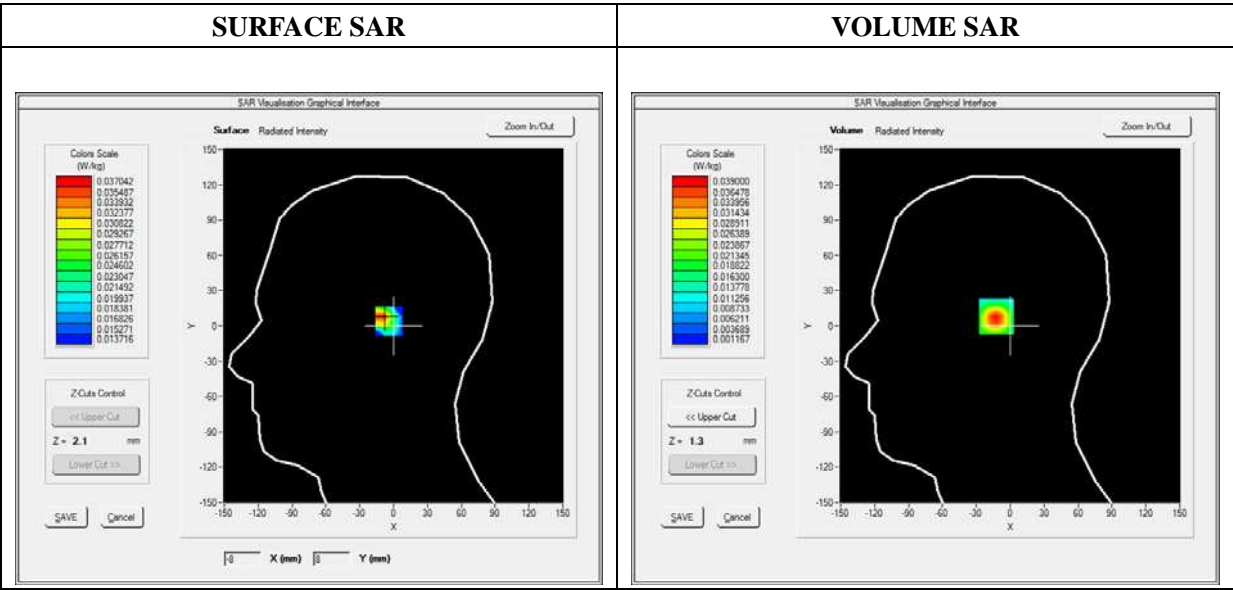 SURFACE SAR
VOLUME SAR
SAR Visualisation Graphical Interface
Surface Radiated Intensity
Zoom In/Out
Colors Scale
(W/kg)
0.037042
0.035487
0.033932
0.032377
0.030822
0.029267
0.027712
0.026157
0.024602
0.023047
0.021492
0.019937
0.018381
0.016826
0.015271
0.013716
Z Cuts Control
<< Upper Cut
Z = 2.1 mm
Lower Cut >>
SAVE Cancel
150
120
90
60
30
0
-30
-60
-90
-120
-150
Y
-150 -120 -90 -60 -30 0 30 60 90 120 150
X
-8 X (mm) 8 Y (mm)
SAR Visualisation Graphical Interface
Volume Radiated Intensity
Zoom In/Out
Colors Scale
(W/kg)
0.039000
0.036478
0.033956
0.031434
0.028911
0.026389
0.023867
0.021345
0.018822
0.016300
0.013778
0.011256
0.008733
0.006211
0.003689
0.001167
Z Cuts Control
<< Upper Cut
Z = 1.3 mm
Lower Cut >>
SAVE Cancel
150
120
90
60
30
0
-30
-60
-90
-120
-150
Y
-150 -120 -90 -60 -30 0 30 60 90 120 150
X